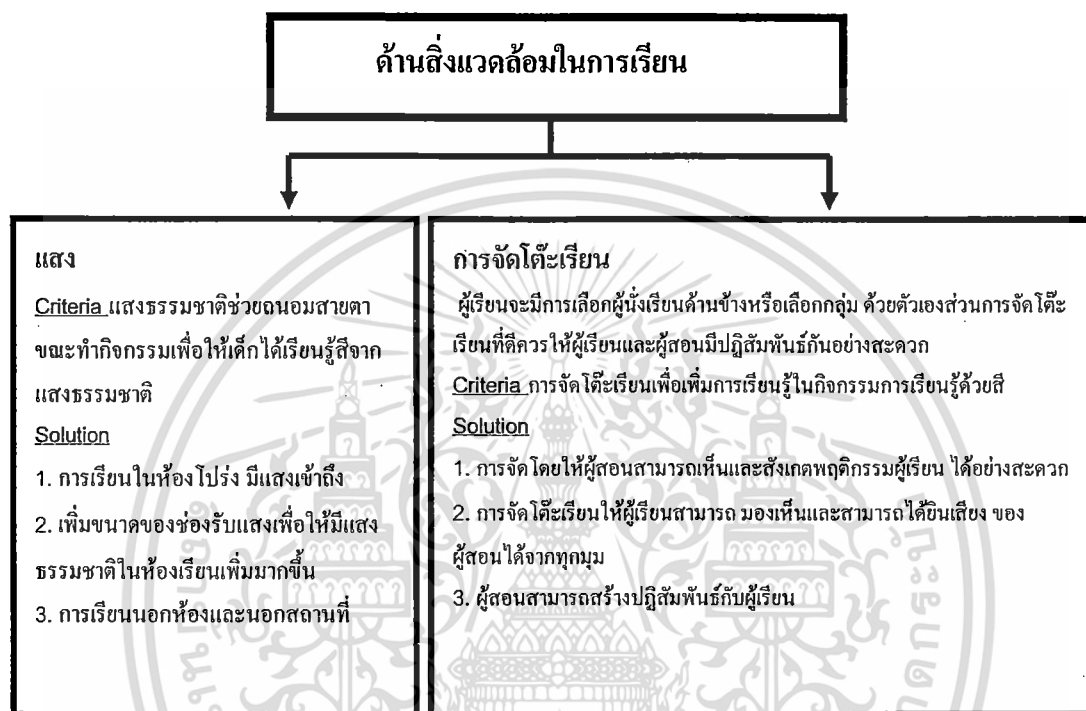 ด้านสิ่งแวดล้อมในการเรียน
แสง
Criteria แสงธรรมชาติช่วยถนอมสายตา
ขณะทำกิจกรรมเพื่อให้เด็กได้เรียนรู้สีจาก
แสงธรรมชาติ
Solution
1. การเรียนในห้องโปร่ง มีแสงเข้าถึง
2. เพิ่มขนาดของช่องรับแสงเพื่อให้มีแสง
ธรรมชาติในห้องเรียนเพิ่มมากขึ้น
3. การเรียนนอกห้องและนอกสถานที่
การจัดโต๊ะเรียน
ผู้เรียนจะมีการเลือกผู้นั่งเรียนด้านข้างหรือเลือกกลุ่ม ด้วยตัวเองส่วนการจัดโต๊ะ
เรียนที่ดีควรให้ผู้เรียนและผู้สอนมีปฏิสัมพันธ์กันอย่างสะดวก
Criteria การจัดโต๊ะเรียนเพื่อเพิ่มการเรียนรู้ในกิจกรรมการเรียนรู้ด้วยสี
Solution
1. การจัดโดยให้ผู้สอนสามารถเห็นและสังเกตพฤติกรรมผู้เรียน ได้อย่างสะดวก
2. การจัดโต๊ะเรียนให้ผู้เรียนสามารถ มองเห็นและสามารถได้ยินเสียง ของ
ผู้สอนได้จากทุกมุม
3. ผู้สอนสามารถสร้างปฏิสัมพันธ์กับผู้เรียน